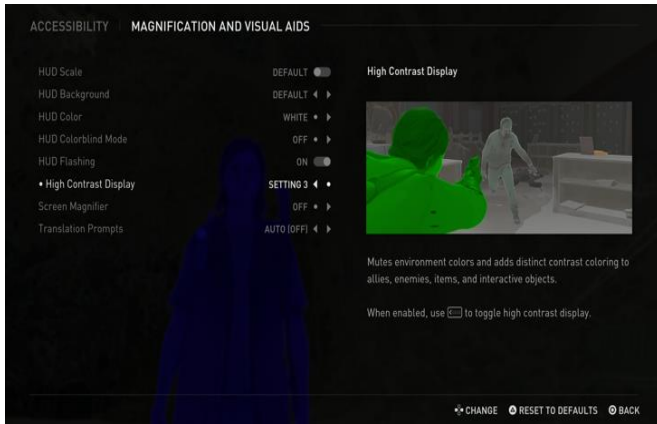 ACCESSIBILITY MAGNIFICATION AND VISUAL AIDS
HUD Scale DEFAULT
HUD Background DEFAULT
HUD Color WHITE
HUD Colorblind Mode OFF
HUD Flashing ON
• High Contrast Display SETTING 3
Screen Magnifier OFF
Translation Prompts AUTO (OFF)
High Contrast Display
Mutes environment colors and adds distinct contrast coloring to
allies, enemies, items, and interactive objects.
When enabled, use to toggle high contrast display.
CHANGE RESET TO DEFAULTS BACK